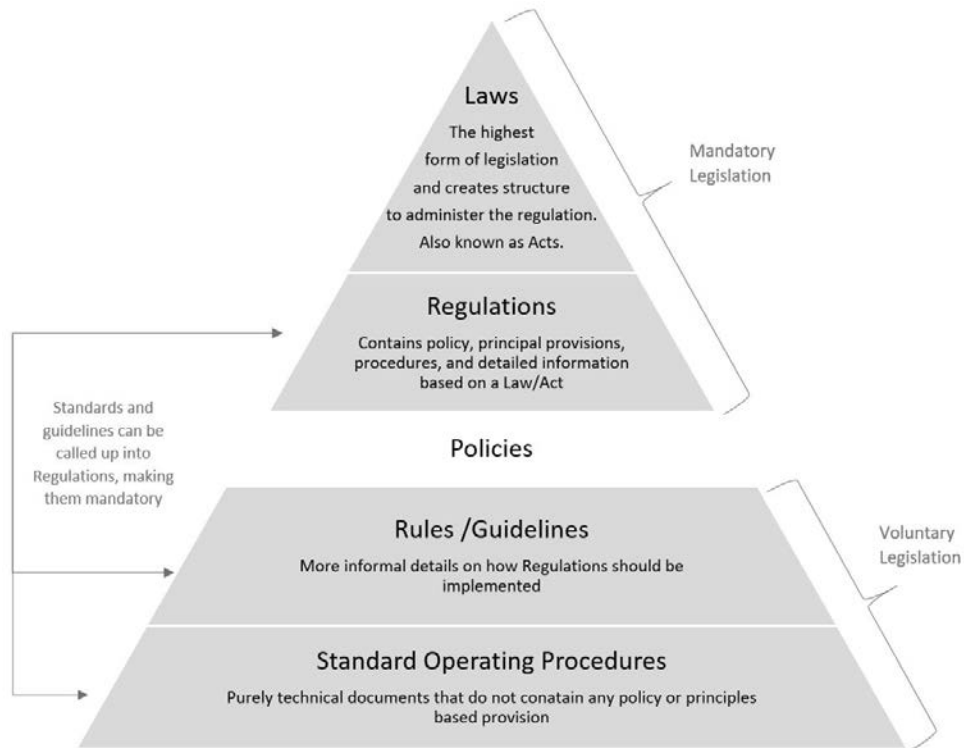 Laws
The highest
form of legislation
and creates structure
to administer the regulation.
Also known as Acts.
Mandatory
Legislation
Regulations
Contains policy, principal provisions,
procedures, and detailed information
based on a Law/Act
Standards and
guidelines can be
called up into
Regulations, making
them mandatory
Policies
Rules /Guidelines
More informal details on how Regulations should be
implemented
Voluntary
Legislation
Standard Operating Procedures
Purely technical documents that do not conatain any policy or principles
based provision